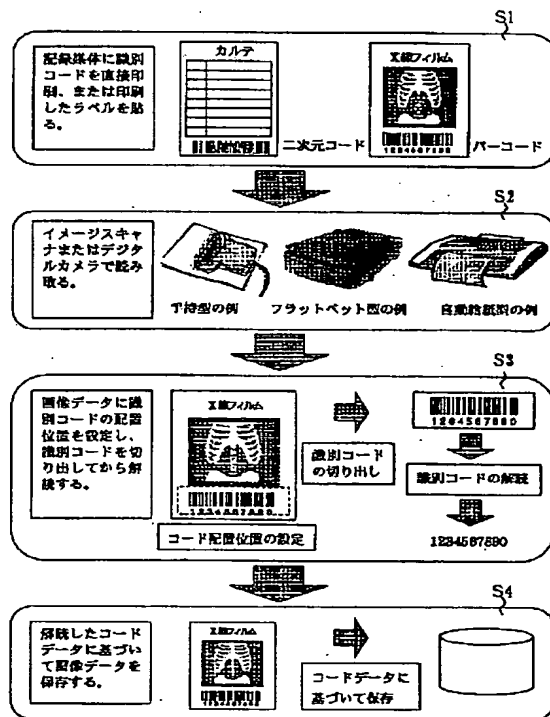 S1
記録媒体に識別
コードを直接印
刷、または印刷
したラベルを貼
る。
カルテ
二次元コード
X線フィルム
1234567890
バーコード
S2
イメージスキャ
ナまたはデジタ
ルカメラで読み
取る。
手持型の例
フラットベット型の例
自動給紙型の例
S3
画像データに識
別コードの配置
位置を設定し、
識別コードを切
り出してから解
読する。
X線フィルム
1234567890
コード配置位置の設定
識別コード
の切り出し
1234567890
識別コードの解読
1234567890
S4
解読したコード
データに基づい
て画像データを
保存する。
X線フィルム
コードデータに
基づいて保存